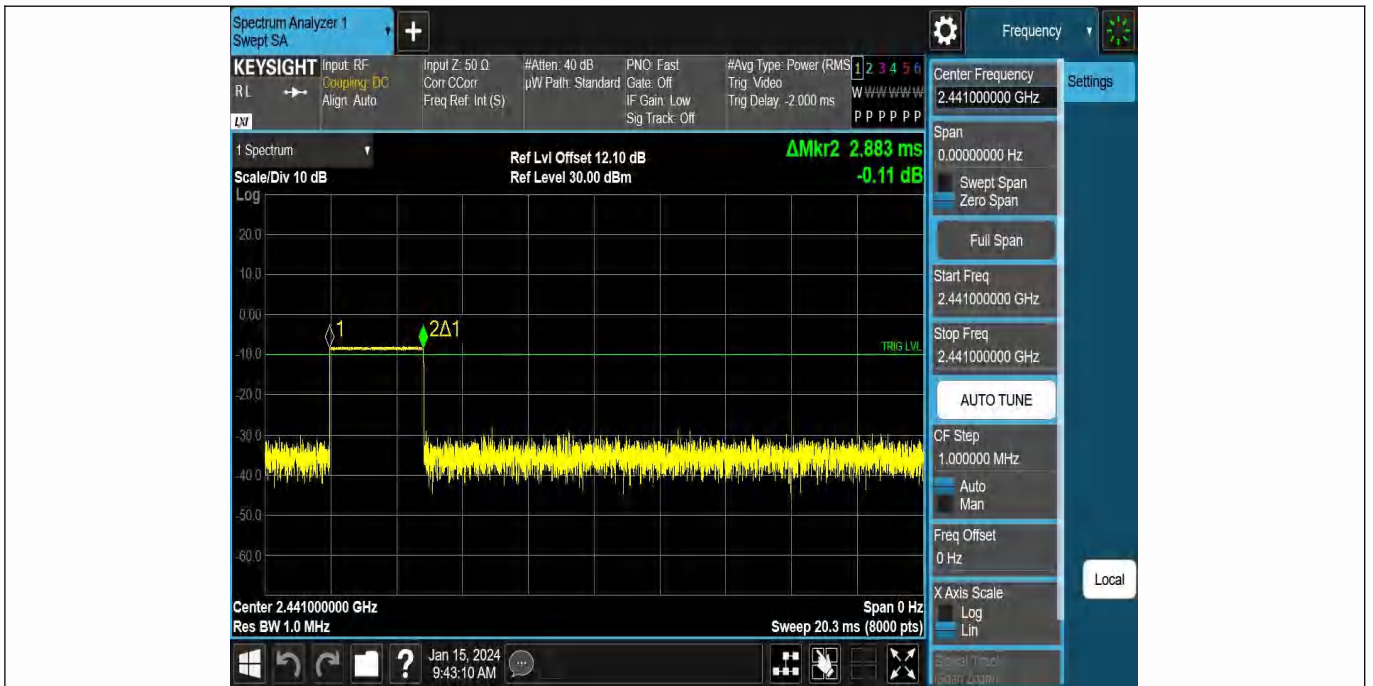 Spectrum Analyzer 1
Swept SA
+
Frequency
KEYSIGHT
RL
LXI
Input: RF
Coupling: DC
Align: Auto
Input Z: 50 Ω
Corr CCorr
Freq Ref: Int (S)
#Atten: 40 dB
µW Path: Standard
PNO: Fast
Gate: Off
IF Gain: Low
Sig Track: Off
#Avg Type: Power (RMS
Trig: Video
Trig Delay: -2.000 ms
1 2 3 4 5 6
W W W W W W
P P P P P P
Center Frequency
2.441000000 GHz
Settings
1 Spectrum
Scale/Div 10 dB
Log
Ref Lvl Offset 12.10 dB
Ref Level 30.00 dBm
ΔMkr2 2.883 ms
-0.11 dB
Span
0.00000000 Hz
Swept Span
Zero Span
Full Span
Start Freq
2.441000000 GHz
Stop Freq
2.441000000 GHz
AUTO TUNE
CF Step
1.000000 MHz
Auto
Man
Freq Offset
0 Hz
X Axis Scale
Log
Lin
Signal Track
(Span Zoom)
Local
20.0
10.0
0.00
-10.0
-20.0
-30.0
-40.0
-50.0
-60.0
1
2Δ1
TRIG LVL
Center 2.441000000 GHz
Res BW 1.0 MHz
Span 0 Hz
Sweep 20.3 ms (8000 pts)
?
Jan 15, 2024
9:43:10 AM